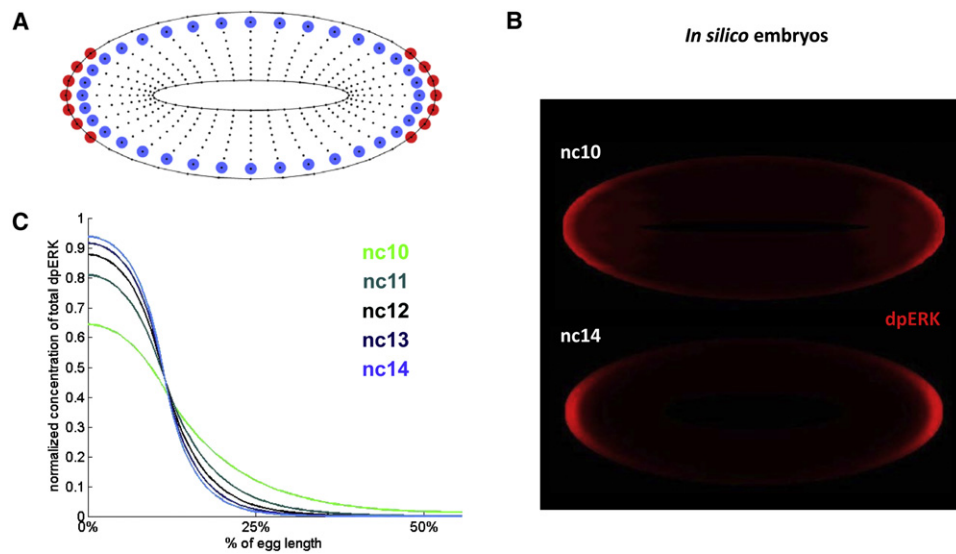 A
B
In silico embryos
nc10
dpERK
nc14
C
normalized concentration of total dpERK
1
0.9
0.8
0.7
0.6
0.5
0.4
0.3
0.2
0.1
0
0%
25%
50%
% of egg length
nc10
nc11
nc12
nc13
nc14